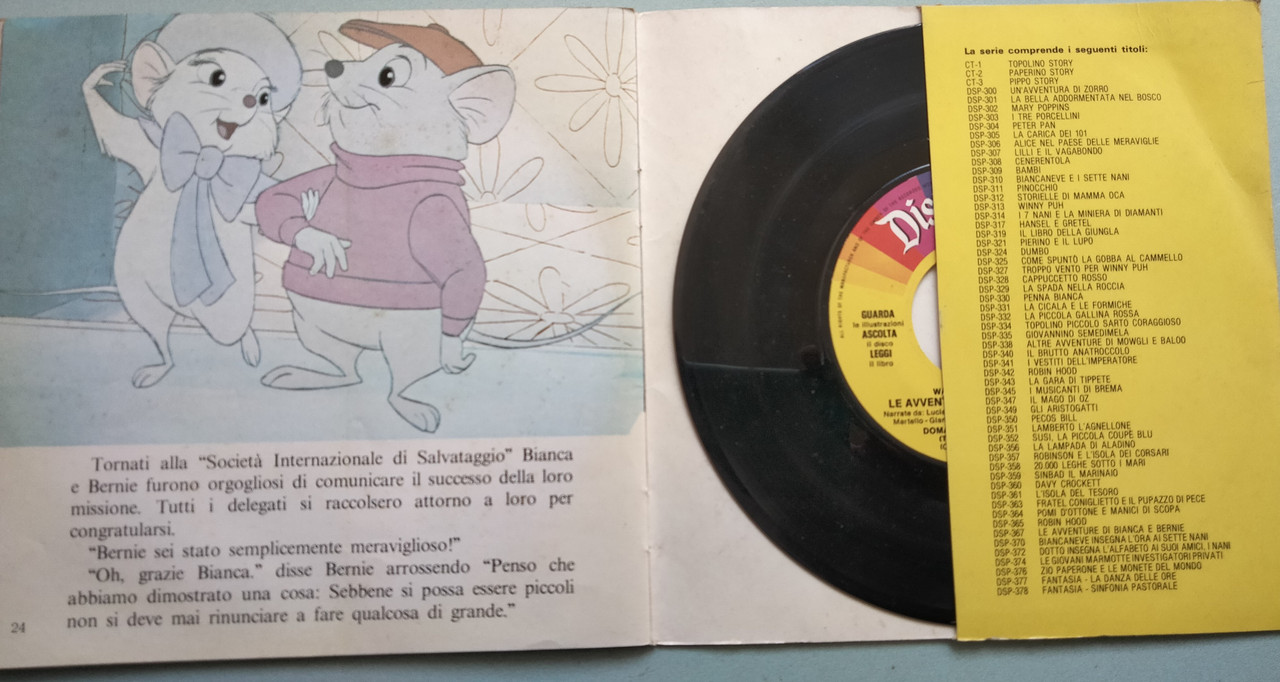 Tornati alla “Società Internazionale di Salvataggio” Bianca
e Bernie furono orgogliosi di comunicare il successo della loro
missione. Tutti i delegati si raccolsero attorno a loro per
congratularsi.
“Bernie sei stato semplicemente meraviglioso!”
“Oh, grazie Bianca.” disse Bernie arrossendo “Penso che
abbiamo dimostrato una cosa: Sebbene si possa essere piccoli
non si deve mai rinunciare a fare qualcosa di grande.”
24
Dis
GUARDA
le illustrazioni
ASCOLTA
il disco
LEGGI
il libro
WA
LE AVVEN
Narrate da: Lucia
Martello - Gian
DOMA
La serie comprende i seguenti titoli:
CT-1 TOPOLINO STORY
CT-2 PAPERINO STORY
CT-3 PIPPO STORY
DSP-300 UN'AVVENTURA DI ZORRO
DSP-301 LA BELLA ADDORMENTATA NEL BOSCO
DSP-302 MARY POPPINS
DSP-303 I TRE PORCELLINI
DSP-304 PETER PAN
DSP-305 LA CARICA DEI 101
DSP-306 ALICE NEL PAESE DELLE MERAVIGLIE
DSP-307 LILLI E IL VAGABONDO
DSP-308 CENERENTOLA
DSP-309 BAMBI
DSP-310 BIANCANEVE E I SETTE NANI
DSP-311 PINOCCHIO
DSP-312 STORIELLE DI MAMMA OCA
DSP-313 WINNY PUH
DSP-314 I 7 NANI E LA MINIERA DI DIAMANTI
DSP-317 HANSEL E GRETEL
DSP-319 IL LIBRO DELLA GIUNGLA
DSP-321 PIERINO E IL LUPO
DSP-324 DUMBO
DSP-325 COME SPUNTÒ LA GOBBA AL CAMMELLO
DSP-327 TROPPO VENTO PER WINNY PUH
DSP-328 CAPPUCCETTO ROSSO
DSP-329 LA SPADA NELLA ROCCIA
DSP-330 PENNA BIANCA
DSP-331 LA CICALA E LE FORMICHE
DSP-332 LA PICCOLA GALLINA ROSSA
DSP-334 TOPOLINO PICCOLO SARTO CORAGGIOSO
DSP-335 GIOVANNINO SEMEDIMELA
DSP-338 ALTRE AVVENTURE DI MOWGLI E BALOO
DSP-340 IL BRUTTO ANATROCCOLO
DSP-341 I VESTITI DELL'IMPERATORE
DSP-342 ROBIN HOOD
DSP-343 LA GARA DI TIPPETE
DSP-345 I MUSICANTI DI BREMA
DSP-347 IL MAGO DI OZ
DSP-349 GLI ARISTOGATTI
DSP-350 PECOS BILL
DSP-351 LAMBERTO L'AGNELLONE
DSP-352 SUSI, LA PICCOLA COUPÉ BLU
DSP-356 LA LAMPADA DI ALADINO
DSP-357 ROBINSON E L'ISOLA DEI CORSARI
DSP-358 20.000 LEGHE SOTTO I MARI
DSP-359 SINBAD IL MARINAIO
DSP-360 DAVY CROCKETT
DSP-361 L'ISOLA DEL TESORO
DSP-363 FRATEL CONIGLIETTO E IL PUPAZZO DI PECE
DSP-364 POMI D'OTTONE E MANICI DI SCOPA
DSP-365 ROBIN HOOD
DSP-367 LE AVVENTURE DI BIANCA E BERNIE
DSP-370 BIANCANEVE INSEGNA L'ORA AI SETTE NANI
DSP-372 DOTTO INSEGNA L'ALFABETO AI SUOI AMICI, I NANI
DSP-374 LE GIOVANI MARMOTTE INVESTIGATORI PRIVATI
DSP-376 ZIO PAPERONE E LE MONETE DEL MONDO
DSP-377 FANTASIA - LA DANZA DELLE ORE
DSP-378 FANTASIA - SINFONIA PASTORALE